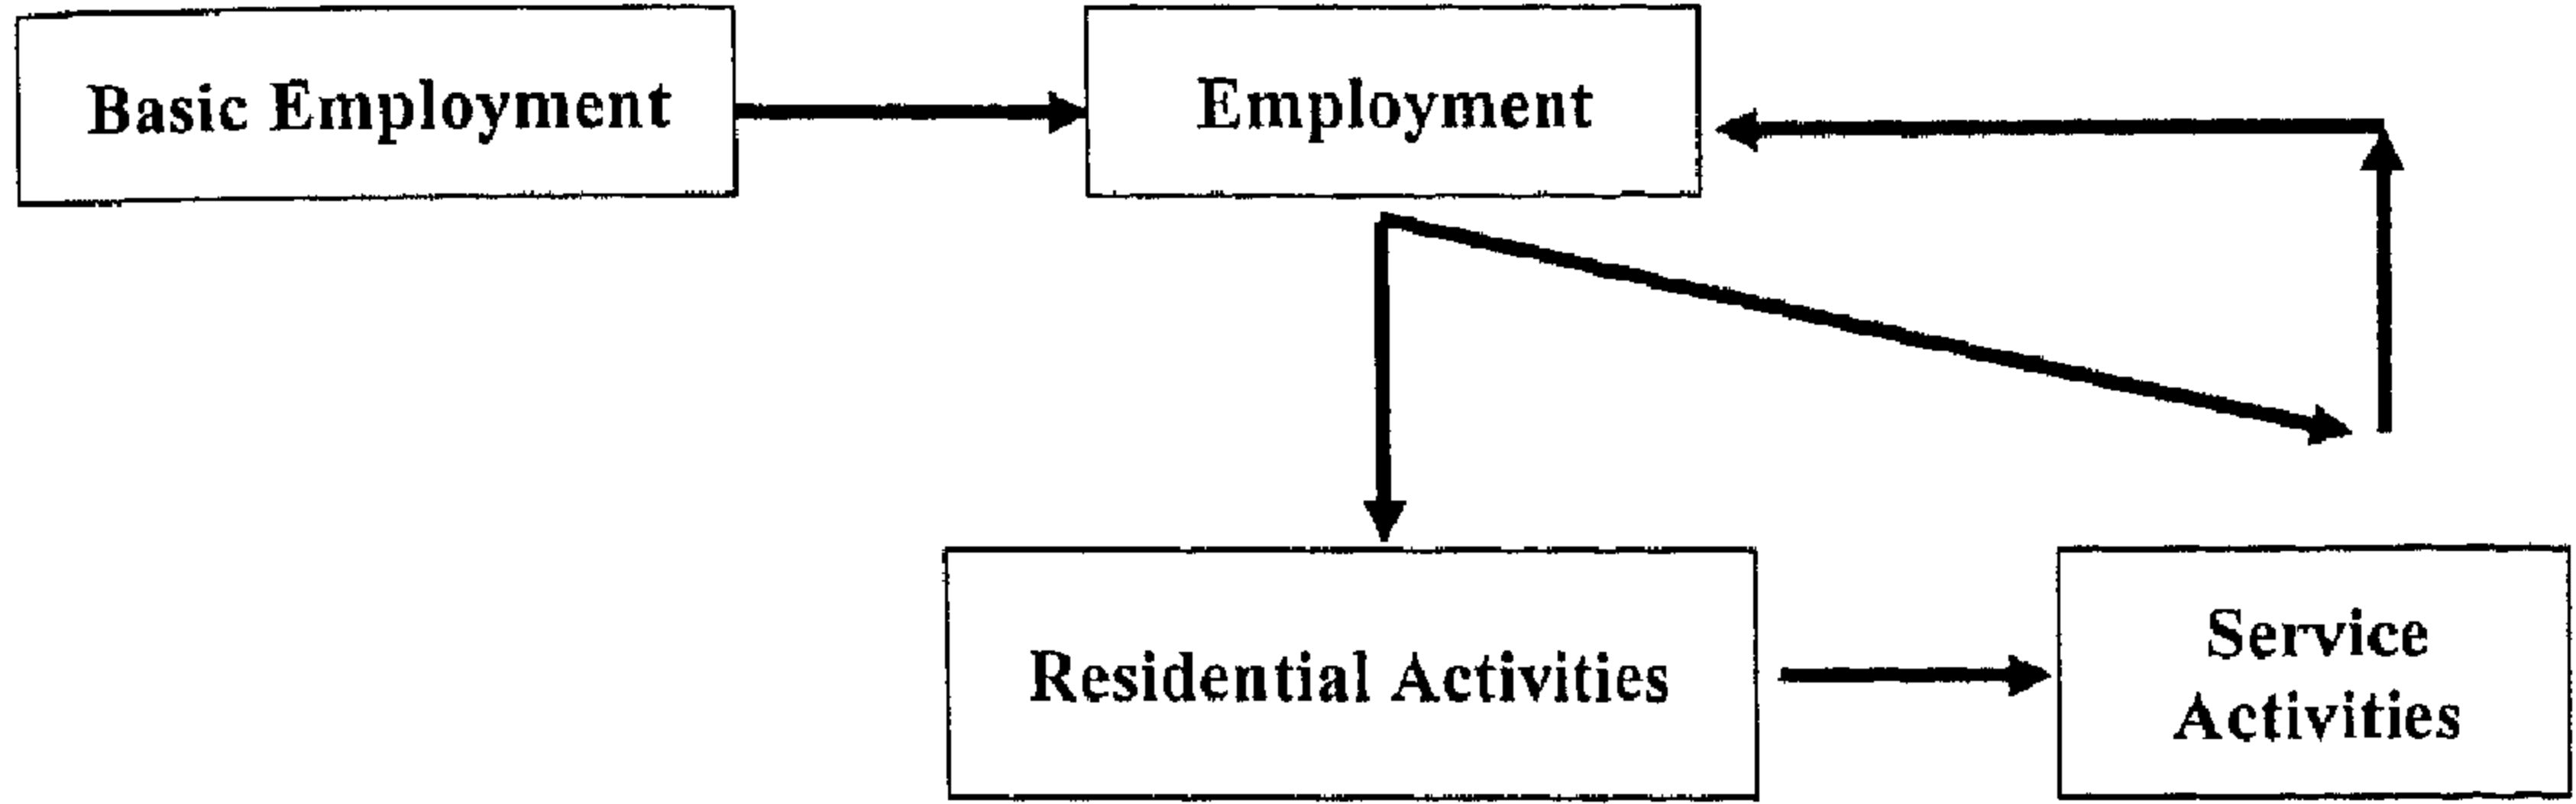 Basic Employment
Employment
Residential Activities
Service
Activities